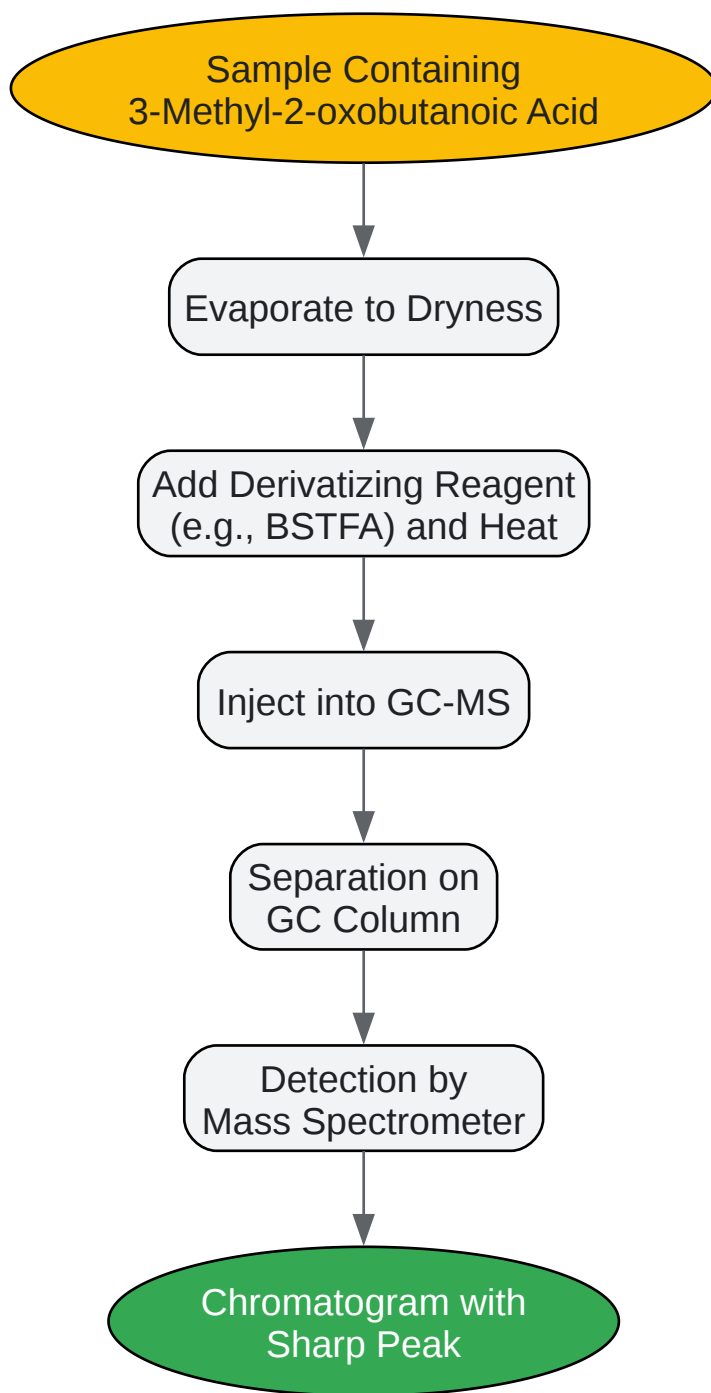 Sample Containing
3-Methyl-2-oxobutanoic Acid
Evaporate to Dryness
Add Derivatizing Reagent
(e.g., BSTFA) and Heat
Inject into GC-MS
Separation on
GC Column
Detection by
Mass Spectrometer
Chromatogram with
Sharp Peak